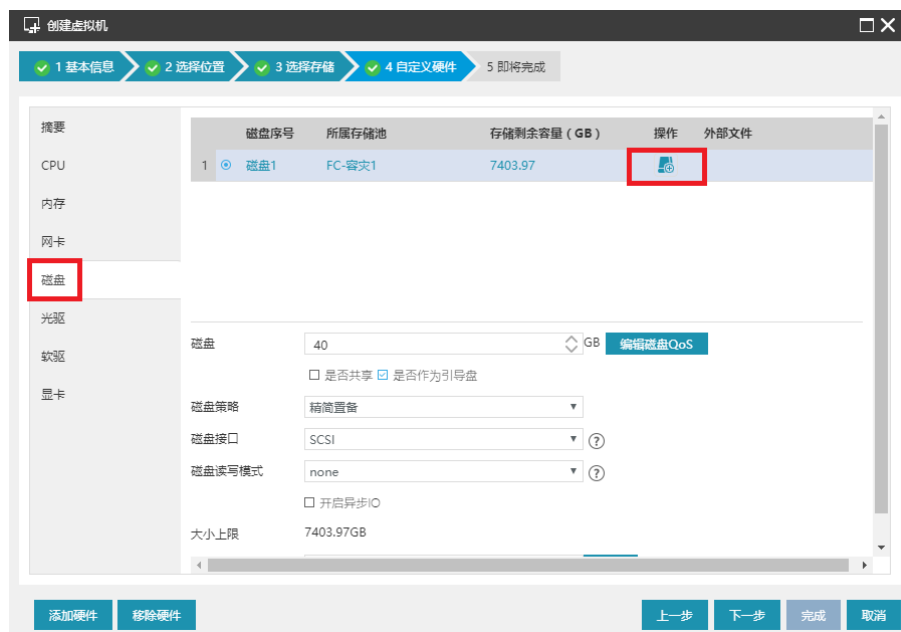 创建虚拟机
1 基本信息 2 选择位置 3 选择存储 4 自定义硬件 5 即将完成
摘要
CPU
内存
网卡
磁盘
光驱
软驱
显卡
磁盘序号 所属存储池 存储剩余容量（GB） 操作 外部文件
1 磁盘1 FC-容灾1 7403.97
磁盘 40 GB 编辑磁盘QoS
是否共享 是否作为引导盘
磁盘策略 精简置备
磁盘接口 SCSI ?
磁盘读写模式 none ?
开启异步IO
大小上限 7403.97GB
添加硬件 移除硬件 上一步 下一步 完成 取消